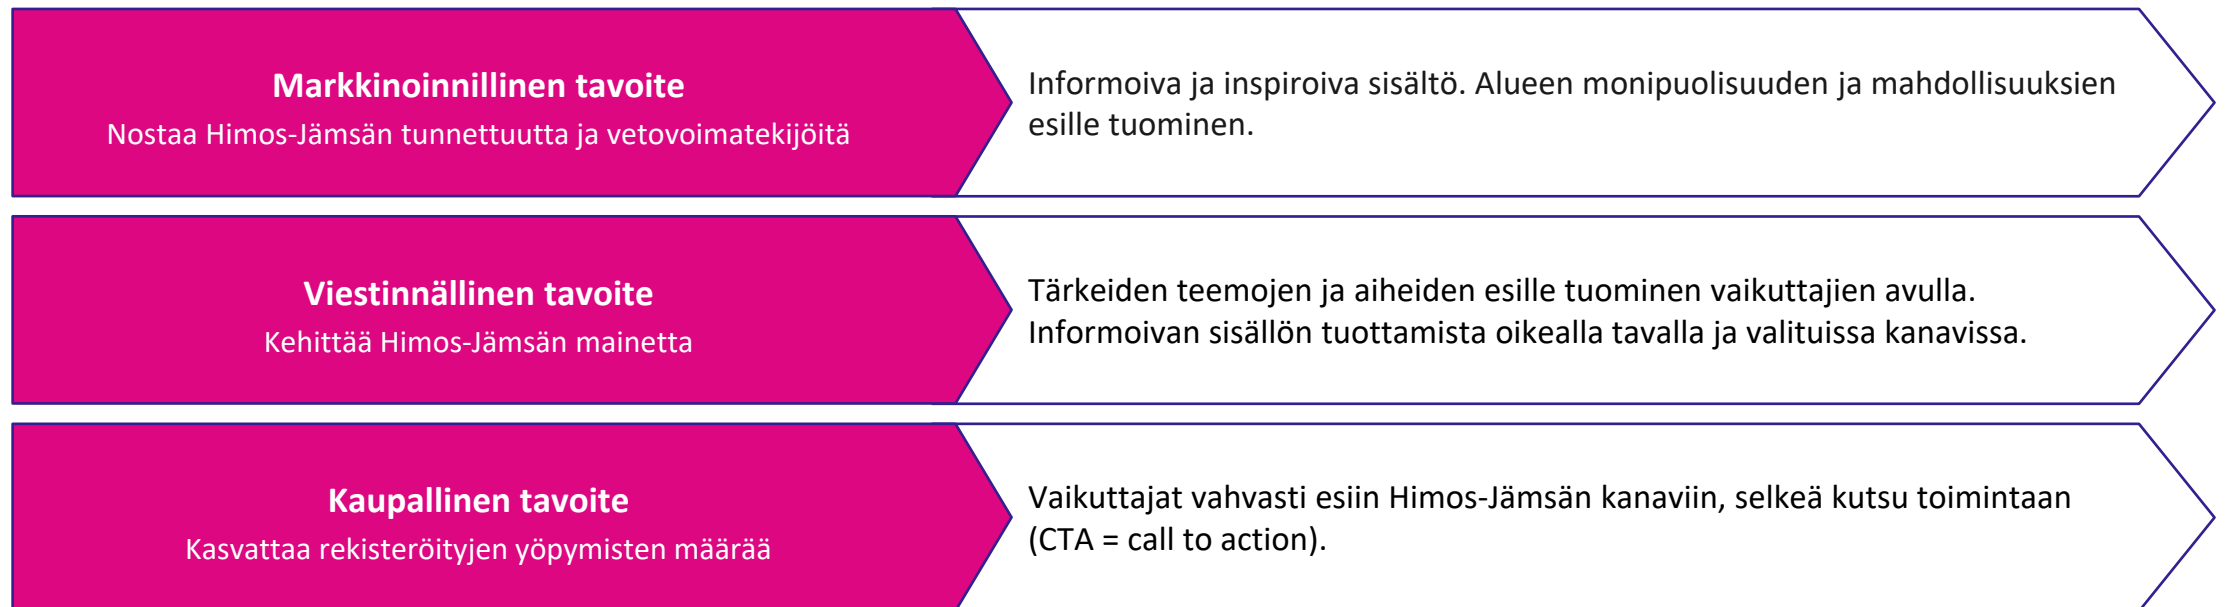 Markkinoinnillinen tavoite
Nostaa Himos-Jämsän tunnettuutta ja vetovoimatekijöitä
Informoiva ja inspiroiva sisältö. Alueen monipuolisuuden ja mahdollisuuksien
esille tuominen.
Viestinnällinen tavoite
Kehittää Himos-Jämsän mainetta
Tärkeiden teemojen ja aiheiden esille tuominen vaikuttajien avulla.
Informoivan sisällön tuottamista oikealla tavalla ja valituissa kanavissa.
Kaupallinen tavoite
Kasvattaa rekisteröityjen yöpymisten määrää
Vaikuttajat vahvasti esiin Himos-Jämsän kanaviin, selkeä kutsu toimintaan
(CTA = call to action).